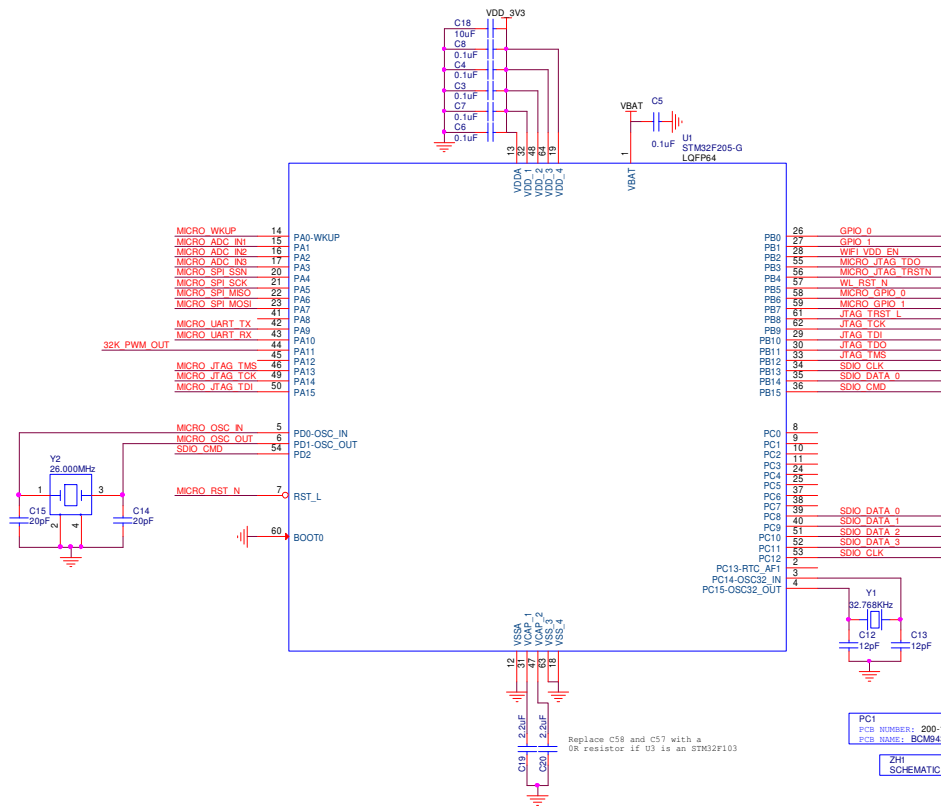 VDD_3V3
C18
10uF
C8
0.1uF
C4
0.1uF
C3
0.1uF
C7
0.1uF
C6
0.1uF
VBAT
C5
0.1uF
U1
STM32F205-G
LQFP64
13 32 48 64 19 1
VDDA VDD_1 VDD_2 VDD_3 VDD_4 VBAT
MICRO_WKUP 14 PA0-WKUP
MICRO_ADC_IN1 15 PA1
MICRO_ADC_IN2 16 PA2
MICRO_ADC_IN3 17 PA3
MICRO_SPI_SSN 20 PA4
MICRO_SPI_SCK 21 PA5
MICRO_SPI_MISO 22 PA6
MICRO_SPI_MOSI 23 PA7
41 PA8
MICRO_UART_TX 42 PA9
MICRO_UART_RX 43 PA10
32K_PWM_OUT 44 PA11
45 PA12
MICRO_JTAG_TMS 46 PA13
MICRO_JTAG_TCK 49 PA14
MICRO_JTAG_TDI 50 PA15
PB0 26 GPIO_0
PB1 27 GPIO_1
PB2 28 WIFI_VDD_EN
PB3 55 MICRO_JTAG_TDO
PB4 56 MICRO_JTAG_TRSTN
PB5 57 WL_RST_N
PB6 58 MICRO_GPIO_0
PB7 59 MICRO_GPIO_1
PB8 61 JTAG_TRST_L
PB9 62 JTAG_TCK
PB10 29 JTAG_TDI
PB11 30 JTAG_TDO
PB12 33 JTAG_TMS
PB13 34 SDIO_CLK
PB14 35 SDIO_DATA_0
PB15 36 SDIO_CMD
MICRO_OSC_IN 5 PD0-OSC_IN
MICRO_OSC_OUT 6 PD1-OSC_OUT
SDIO_CMD 54 PD2
Y2
26.000MHz
1 3
2 4
C15
20pF
C14
20pF
MICRO_RST_N 7 RST_L
60 BOOT0
PC0 8
PC1 9
PC2 10
PC3 11
PC4 24
PC5 25
PC6 37
PC7 38
PC8 39 SDIO_DATA_0
PC9 40 SDIO_DATA_1
PC10 51 SDIO_DATA_2
PC11 52 SDIO_DATA_3
PC12 53 SDIO_CLK
PC13-RTC_AF1 2
PC14-OSC32_IN 3
PC15-OSC32_OUT 4
Y1
32.768KHz
C12
12pF
C13
12pF
VSSA VCAP_1 VCAP_2 VSS_3 VSS_4
12 31 47 63 18
2.2uF 2.2uF
C19 C20
Replace C58 and C57 with a
0R resistor if U3 is an STM32F103
PC1
PCB NUMBER: 200-
PCB NAME: BCM94
ZH1
SCHEMATIC